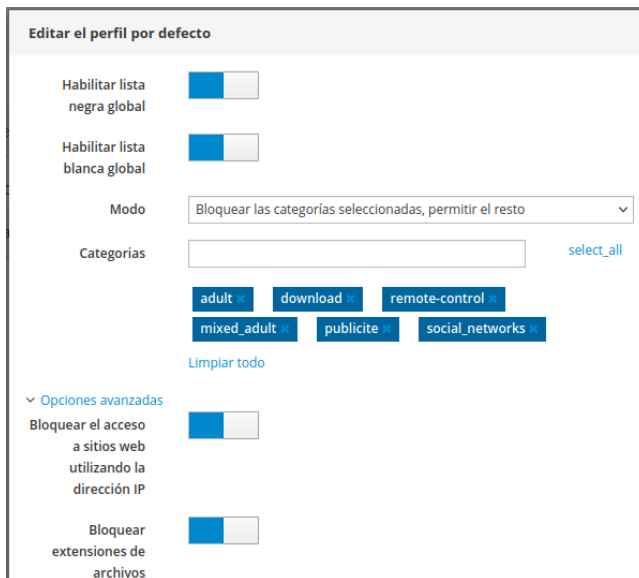 Editar el perfil por defecto
Habilitar lista
negra global
Habilitar lista
blanca global
Modo
Bloquear las categorías seleccionadas, permitir el resto
Categorias
select_all
adult × download × remote-control ×
mixed_adult × publicite × social_networks ×
Limpiar todo
Opciones avanzadas
Bloquear el acceso
a sitios web
utilizando la
dirección IP
Bloquear
extensiones de
archivos